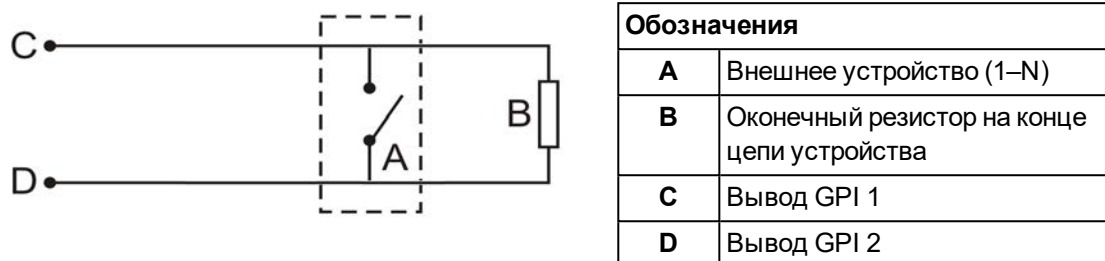 C
D
A
B
Обозначения
A Внешнее устройство (1–N)
B Оконечный резистор на конце
цепи устройства
C Вывод GPI 1
D Вывод GPI 2